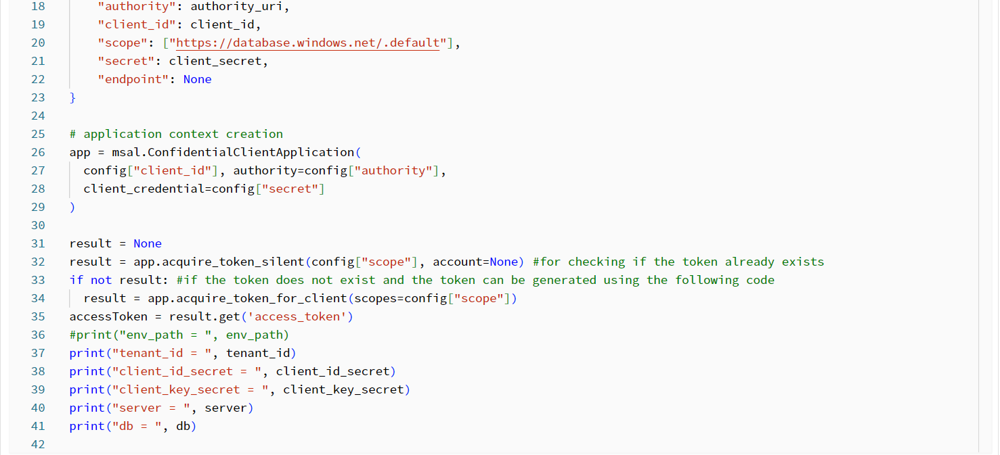 18 "authority": authority_uri,
19 "client_id": client_id,
20 "scope": ["https://database.windows.net/.default"],
21 "secret": client_secret,
22 "endpoint": None
23 }
24
25 # application context creation
26 app = msal.ConfidentialClientApplication(
27 config["client_id"], authority=config["authority"],
28 client_credential=config["secret"]
29 )
30
31 result = None
32 result = app.acquire_token_silent(config["scope"], account=None) #for checking if the token already exists
33 if not result: #if the token does not exist and the token can be generated using the following code
34 result = app.acquire_token_for_client(scopes=config["scope"])
35 accessToken = result.get('access_token')
36 #print("env_path = ", env_path)
37 print("tenant_id = ", tenant_id)
38 print("client_id_secret = ", client_id_secret)
39 print("client_key_secret = ", client_key_secret)
40 print("server = ", server)
41 print("db = ", db)
42